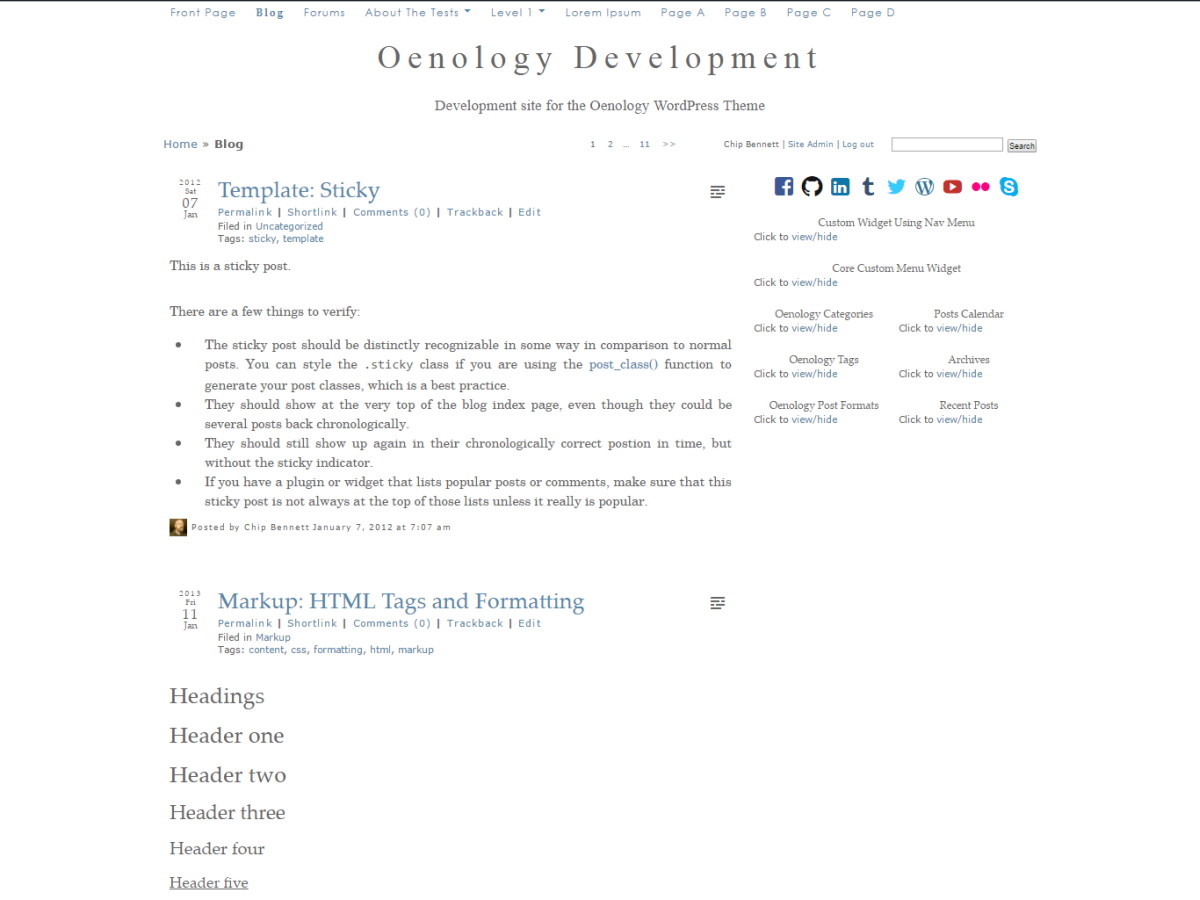 Front Page Blog Forums About The Tests Level 1 Lorem Ipsum Page A Page B Page C Page D
Oenology Development
Development site for the Oenology WordPress Theme
Home » Blog
1 2 ... 11 >>
Chip Bennett | Site Admin | Log out
Search
2012
Sat
07
Jan
Template: Sticky
Permalink | Shortlink | Comments (0) | Trackback | Edit
Filed in Uncategorized
Tags: sticky, template
This is a sticky post.
There are a few things to verify:
The sticky post should be distinctly recognizable in some way in comparison to normal
posts. You can style the .sticky class if you are using the post_class() function to
generate your post classes, which is a best practice.
They should show at the very top of the blog index page, even though they could be
several posts back chronologically.
They should still show up again in their chronologically correct postion in time, but
without the sticky indicator.
If you have a plugin or widget that lists popular posts or comments, make sure that this
sticky post is not always at the top of those lists unless it really is popular.
Posted by Chip Bennett January 7, 2012 at 7:07 am
2013
Fri
11
Jan
Markup: HTML Tags and Formatting
Permalink | Shortlink | Comments (0) | Trackback | Edit
Filed in Markup
Tags: content, css, formatting, html, markup
Headings
Header one
Header two
Header three
Header four
Header five
Custom Widget Using Nav Menu
Click to view/hide
Core Custom Menu Widget
Click to view/hide
Oenology Categories
Click to view/hide
Posts Calendar
Click to view/hide
Oenology Tags
Click to view/hide
Archives
Click to view/hide
Oenology Post Formats
Click to view/hide
Recent Posts
Click to view/hide